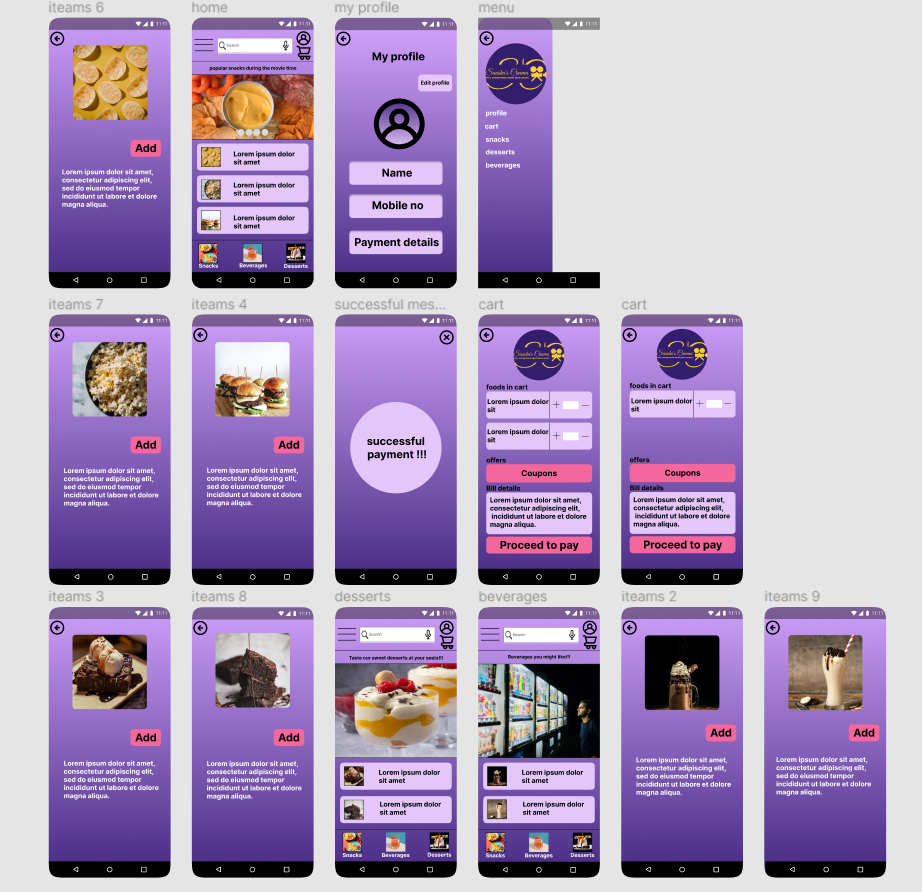 iteams 6
home
my profile
menu
11:11
Add
Lorem ipsum dolor sit amet,
consectetur adipiscing elit,
sed do eiusmod tempor
incididunt ut labore et dolore
magna aliqua.
11:11
Search
popular snacks during the movie time.
Lorem ipsum dolor
sit amet
Lorem ipsum dolor
sit amet
Lorem ipsum dolor
sit amet
Snacks
Beverages
Desserts
11:11
My profile
Edit profile
Name
Mobile no
Payment details
11:11
profile
cart
snacks
desserts
beverages
iteams 7
iteams 4
successful mes...
cart
cart
11:11
Add
Lorem ipsum dolor sit amet,
consectetur adipiscing elit,
sed do eiusmod tempor
incididunt ut labore et dolore
magna aliqua.
11:11
Add
Lorem ipsum dolor sit amet,
consectetur adipiscing elit,
sed do eiusmod tempor
incididunt ut labore et dolore
magna aliqua.
11:11
successful
payment !!!
11:11
foods in cart
Lorem ipsum dolor
sit
Lorem ipsum dolor
sit
offers
Coupons
Bill details
Lorem ipsum dolor sit amet,
consectetur adipiscing elit,
incididunt ut labore et dolore
magna aliqua.
Proceed to pay
11:11
foods in cart
Lorem ipsum dolor
sit
offers
Coupons
Bill details
Lorem ipsum dolor sit amet,
consectetur adipiscing elit,
incididunt ut labore et dolore
magna aliqua.
Proceed to pay
iteams 3
iteams 8
desserts
beverages
iteams 2
iteams 9
11:11
Add
Lorem ipsum dolor sit amet,
consectetur adipiscing elit,
sed do eiusmod tempor
incididunt ut labore et dolore
magna aliqua.
11:11
Add
Lorem ipsum dolor sit amet,
consectetur adipiscing elit,
sed do eiusmod tempor
incididunt ut labore et dolore
magna aliqua.
11:11
Search
Taste our sweet desserts at your seats!!!
Lorem ipsum dolor
sit amet
Lorem ipsum dolor
sit amet
Snacks
Beverages
Desserts
11:11
Search
Beverages you might like!!!
Lorem ipsum dolor
sit amet
Lorem ipsum dolor
sit amet
Snacks
Beverages
Desserts
11:11
Add
Lorem ipsum dolor sit amet,
consectetur adipiscing elit,
sed do eiusmod tempor
incididunt ut labore et dolore
magna aliqua.
11:11
Add
Lorem ipsum dolor sit amet,
consectetur adipiscing elit,
sed do eiusmod tempor
incididunt ut labore et dolore
magna aliqua.